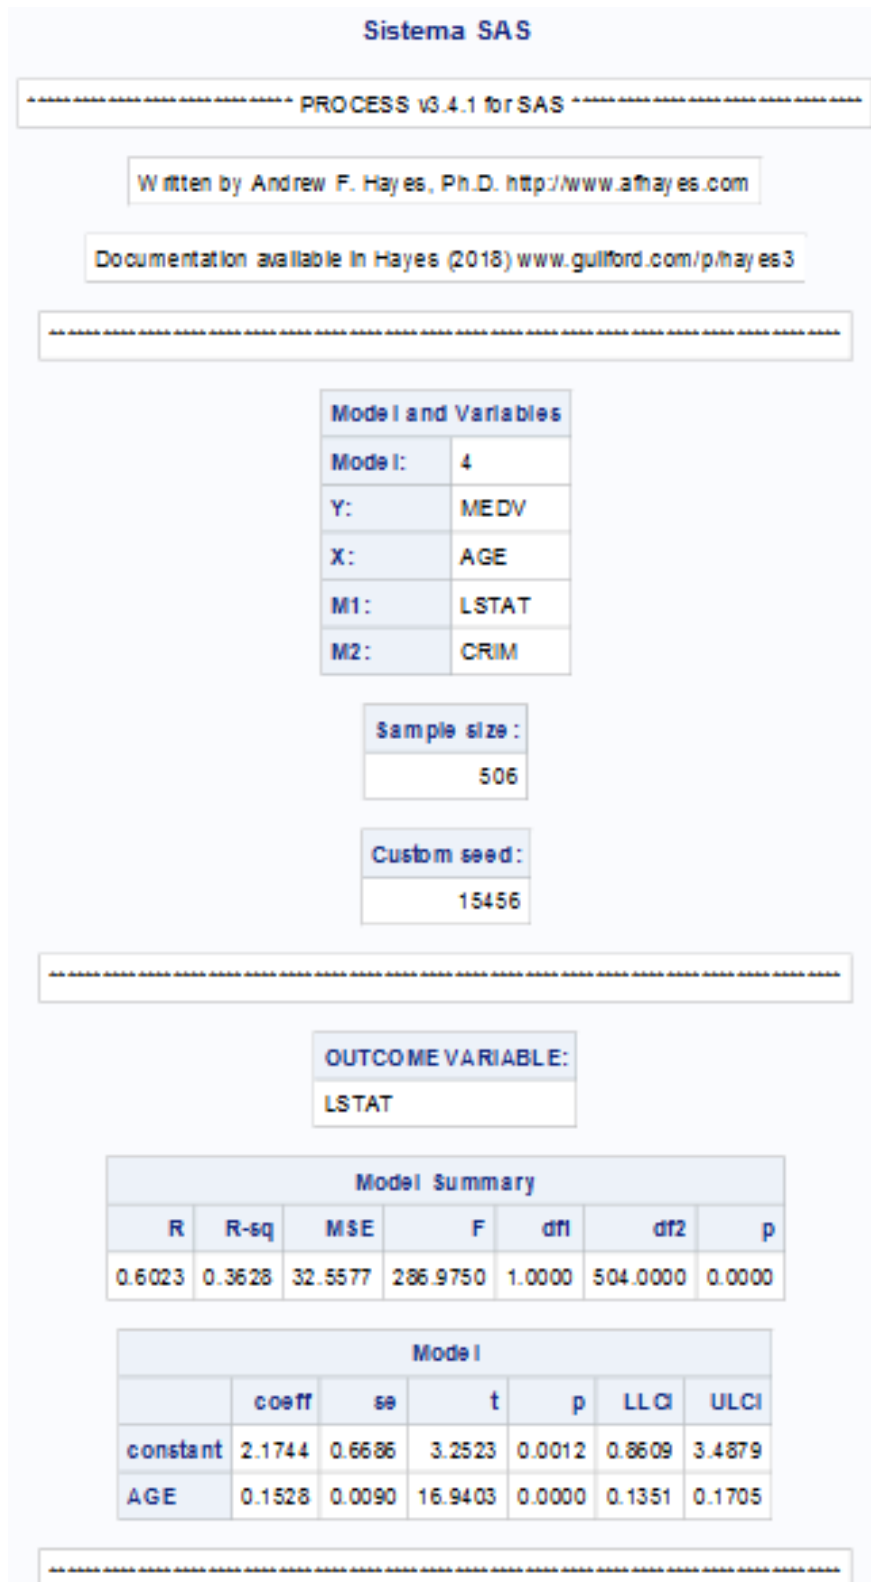 Sistema SAS
***************************** PROCESS v3.4.1 for SAS *****************************
Written by Andrew F. Hayes, Ph.D. http://www.afhayes.com
Documentation available in Hayes (2018) www.guilford.com/p/hayes3
**********************************************************************************
Model and Variables
Model: 4
Y: MEDV
X: AGE
M1: LSTAT
M2: CRIM
Sample size:
506
Custom seed:
15456
**********************************************************************************
OUTCOME VARIABLE:
LSTAT
Model Summary
R R-sq MSE F df1 df2 p
0.6023 0.3628 32.5577 286.9750 1.0000 504.0000 0.0000
Model
coeff se t p LLCI ULCI
constant 2.1744 0.6686 3.2523 0.0012 0.8609 3.4879
AGE 0.1528 0.0090 16.9403 0.0000 0.1351 0.1705
**********************************************************************************